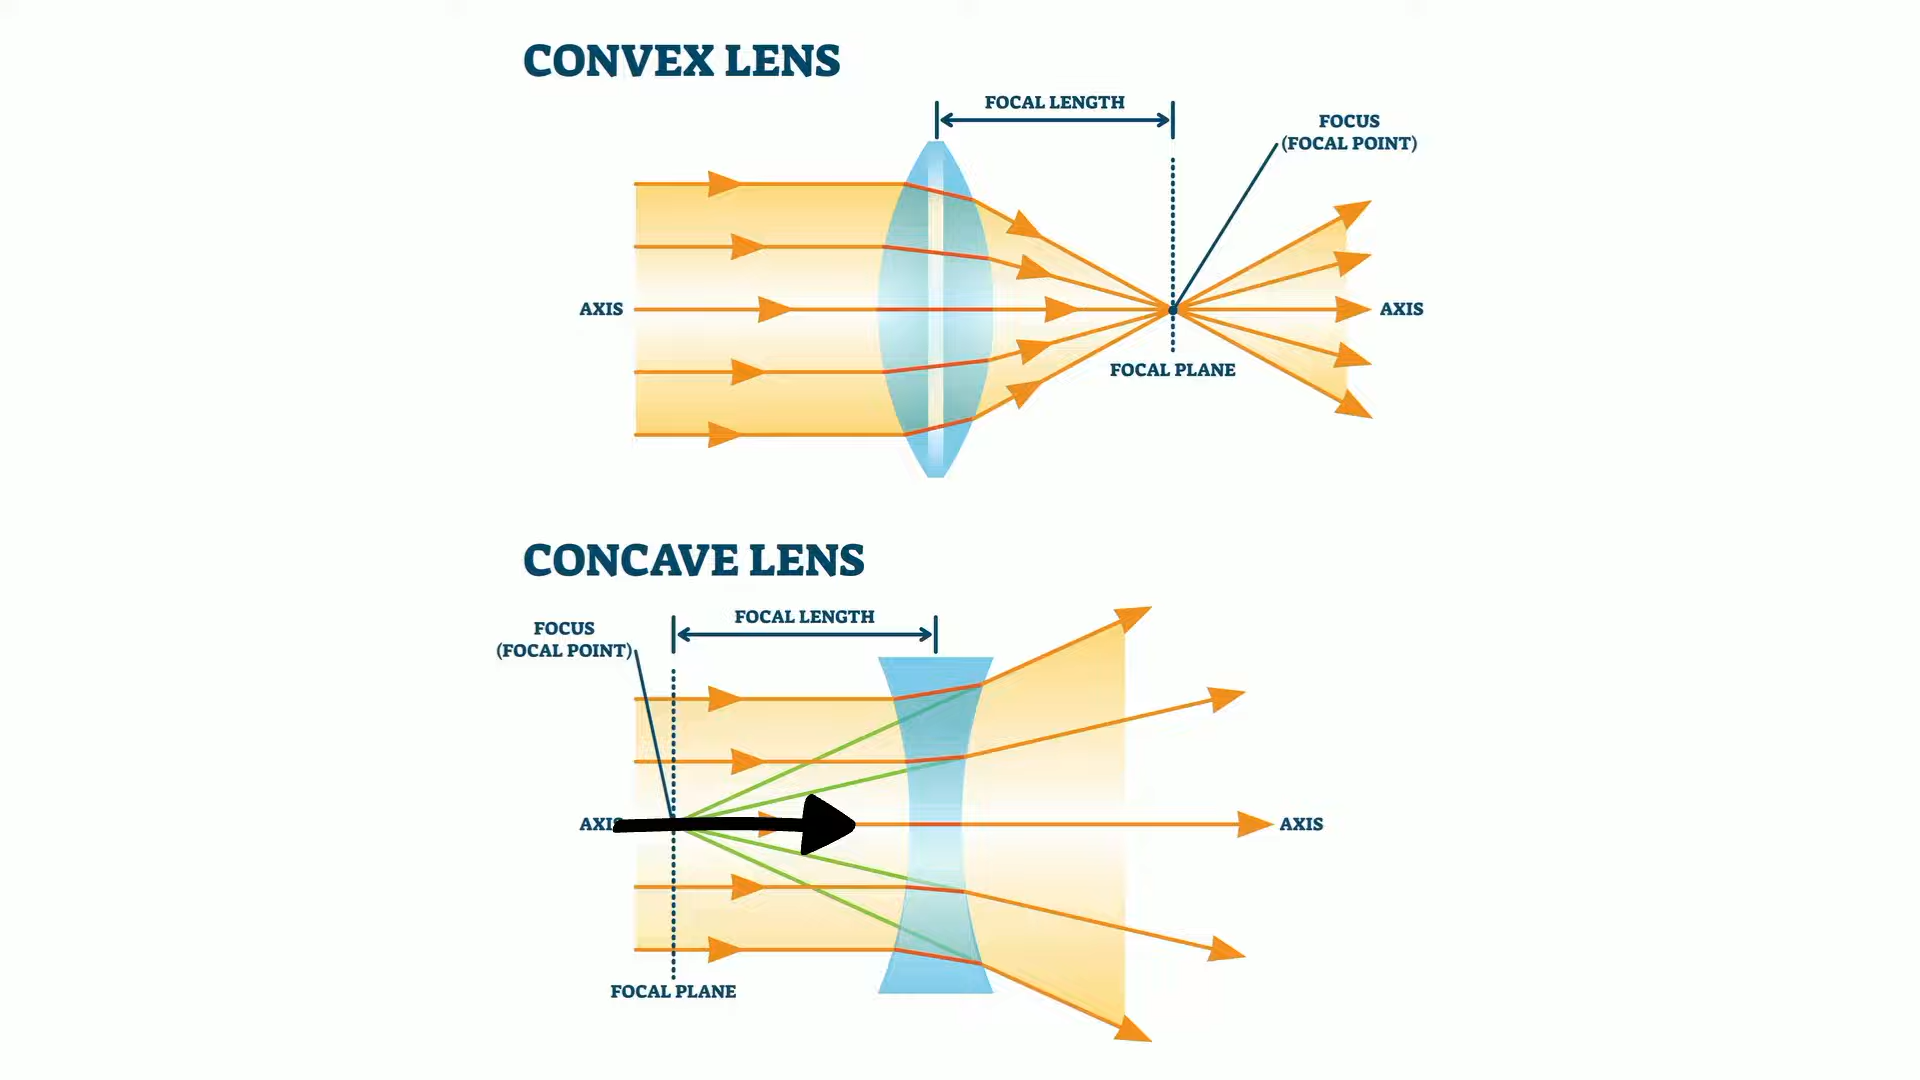 CONVEX LENS
FOCAL LENGTH
FOCUS
(FOCAL POINT)
AXIS
AXIS
FOCAL PLANE
CONCAVE LENS
FOCAL LENGTH
FOCUS
(FOCAL POINT)
AXIS
AXIS
FOCAL PLANE